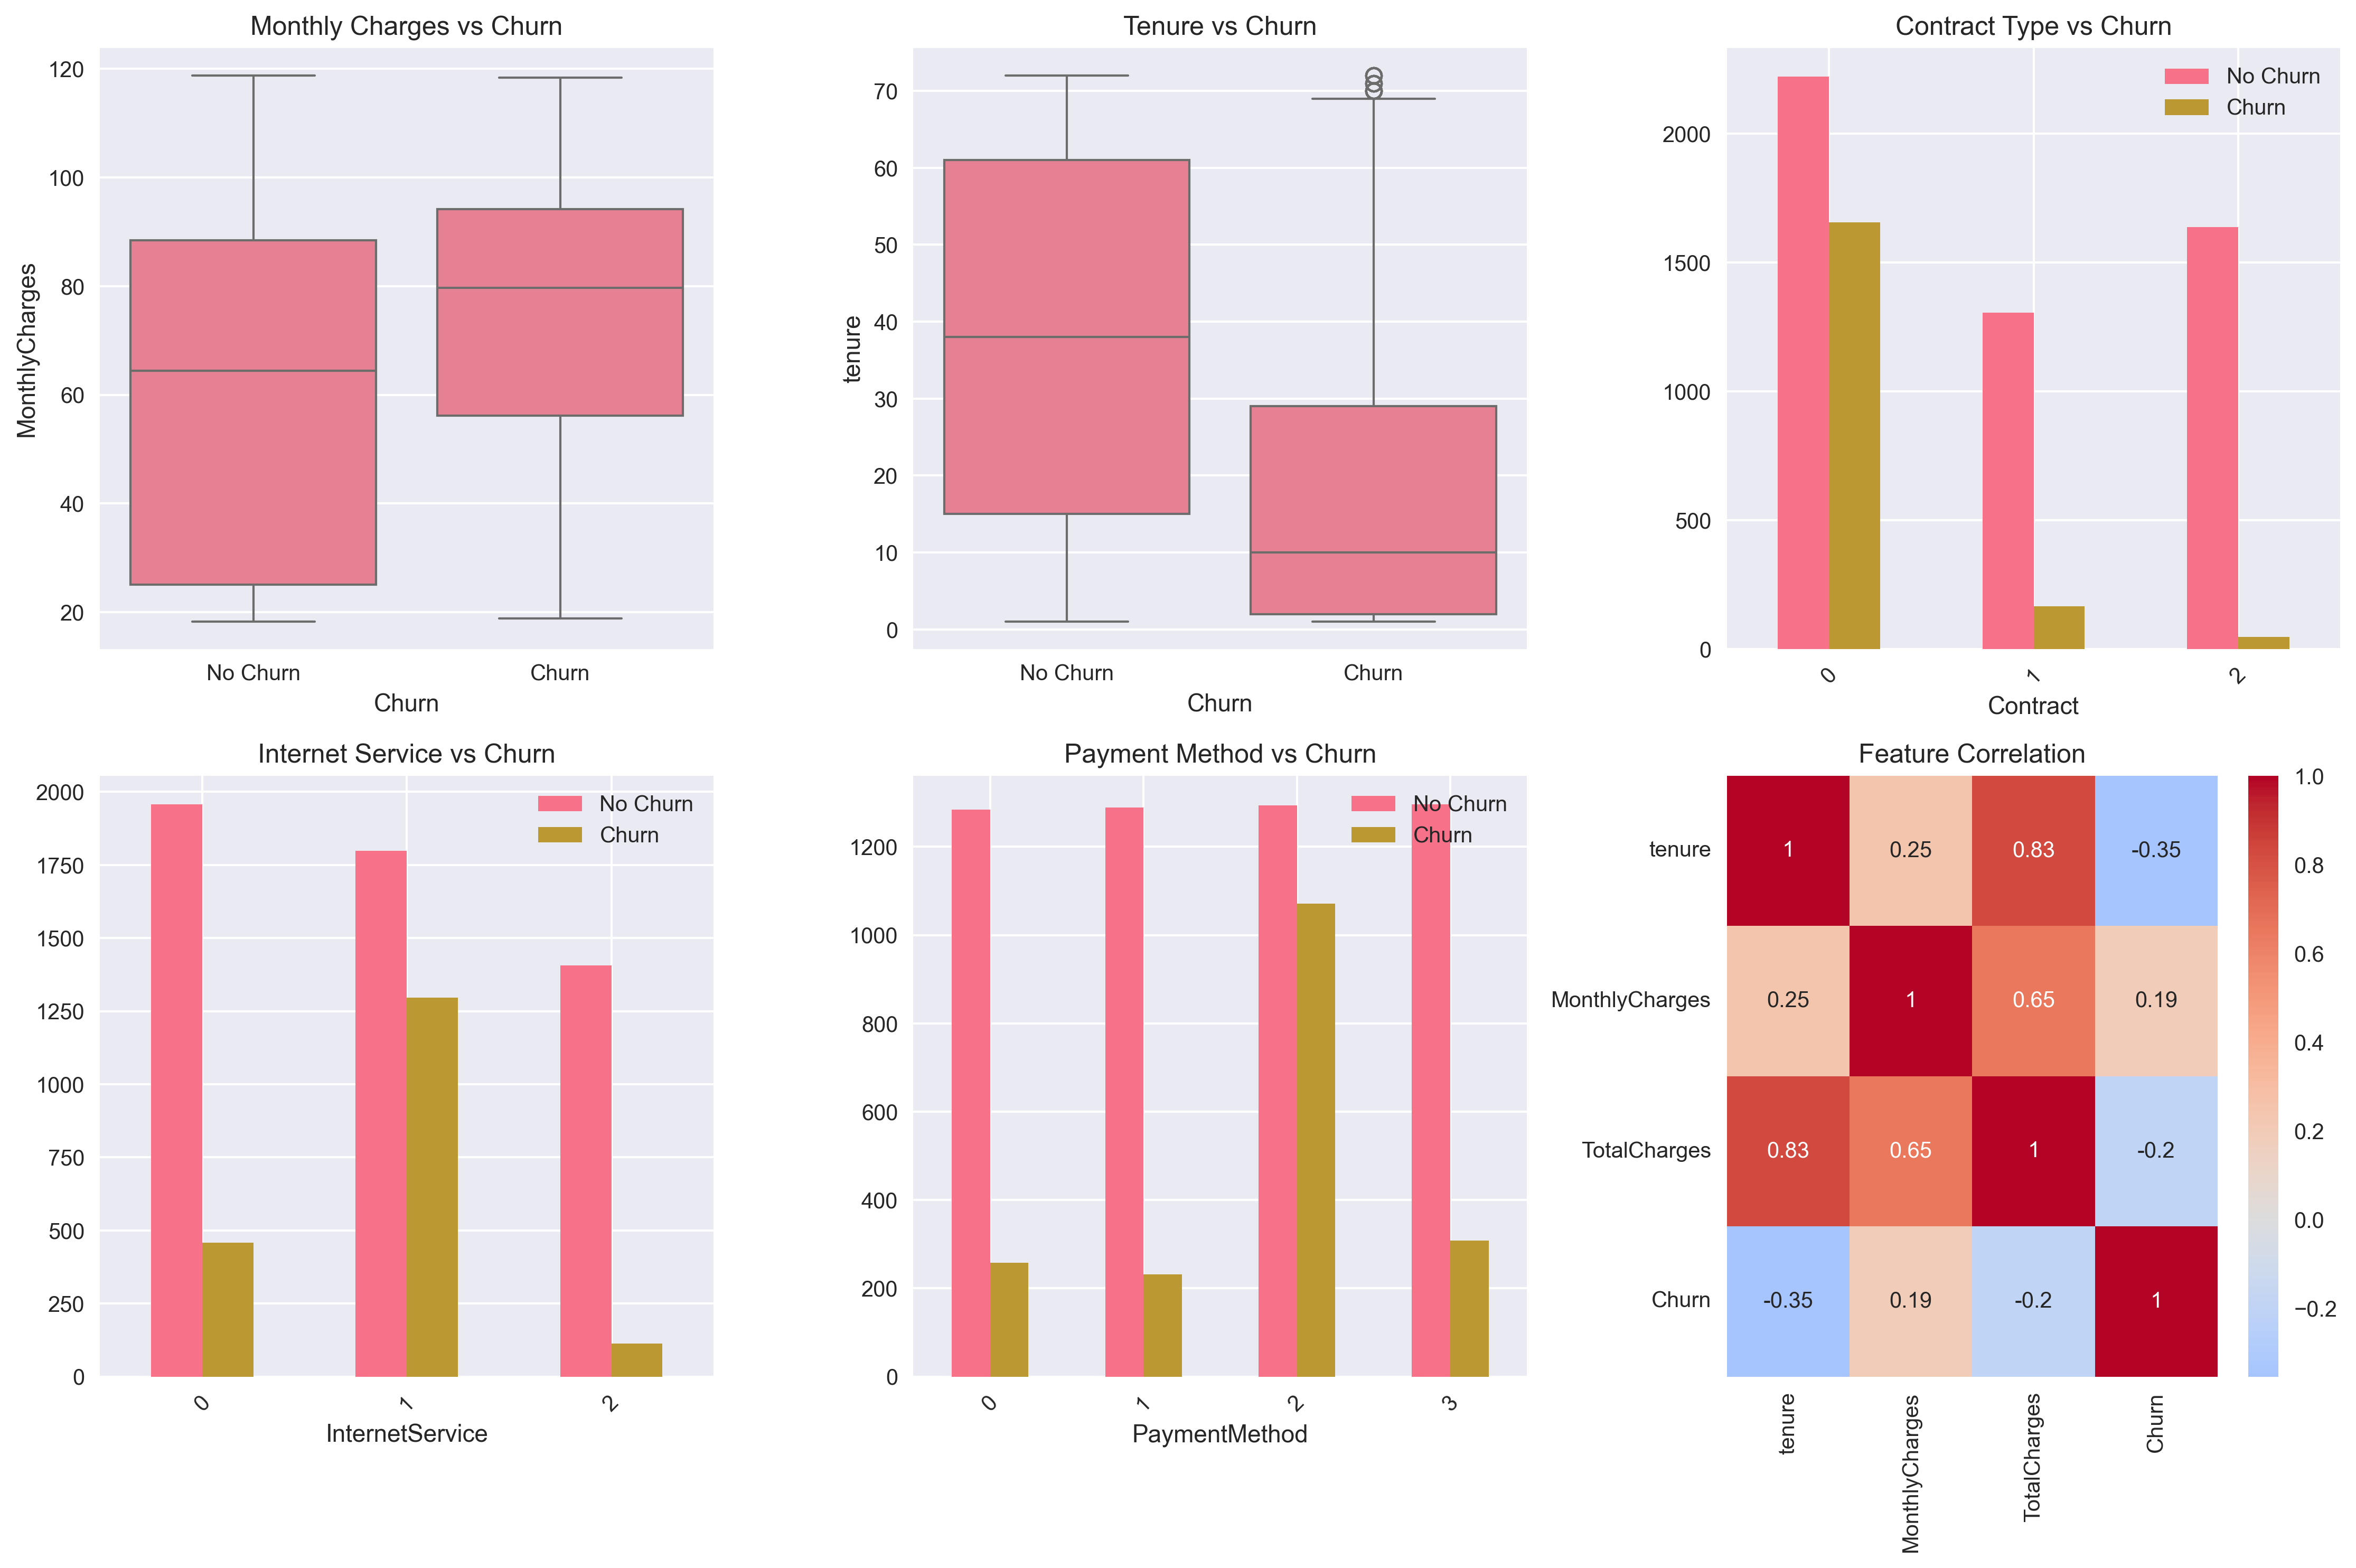 Monthly Charges vs Churn
MonthlyCharges
120
100
80
60
40
20
No Churn Churn
Churn
Tenure vs Churn
tenure
70
60
50
40
30
20
10
0
No Churn Churn
Churn
Contract Type vs Churn
No Churn
Churn
2000
1500
1000
500
0
0 1 2
Contract
Internet Service vs Churn
No Churn
Churn
2000
1750
1500
1250
1000
750
500
250
0
0 1 2
InternetService
Payment Method vs Churn
No Churn
Churn
1200
1000
800
600
400
200
0
0 1 2 3
PaymentMethod
Feature Correlation
tenure 1 0.25 0.83 -0.35
MonthlyCharges 0.25 1 0.65 0.19
TotalCharges 0.83 0.65 1 -0.2
Churn -0.35 0.19 -0.2 1
tenure MonthlyCharges TotalCharges Churn
1.0
0.8
0.6
0.4
0.2
0.0
−0.2